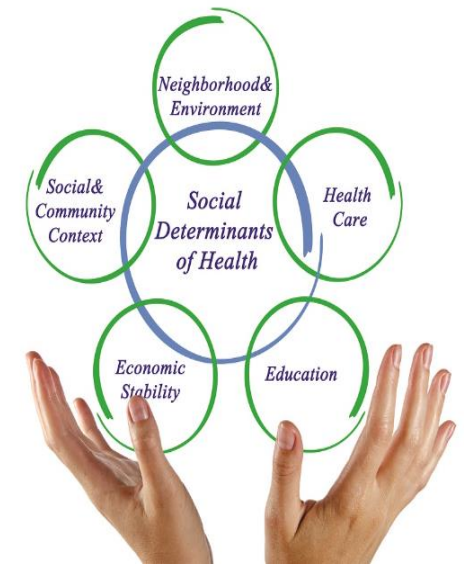 Neighborhood&
Environment
Social&
Community
Context
Social
Determinants
of Health
Health
Care
Economic
Stability
Education